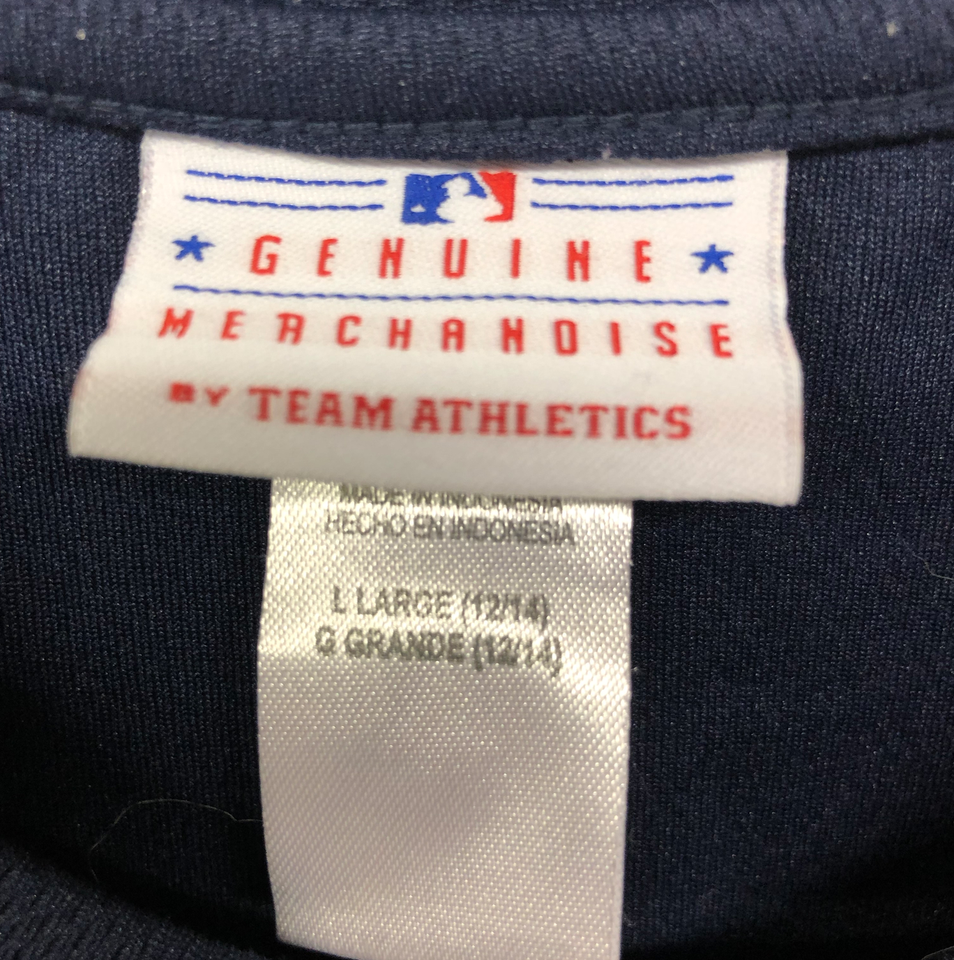 GENUINE
MERCHANDISE
BY TEAM ATHLETICS
MADE IN INDONESIA
HECHO EN INDONESIA
L LARGE (12/14)
G GRANDE (12/14)